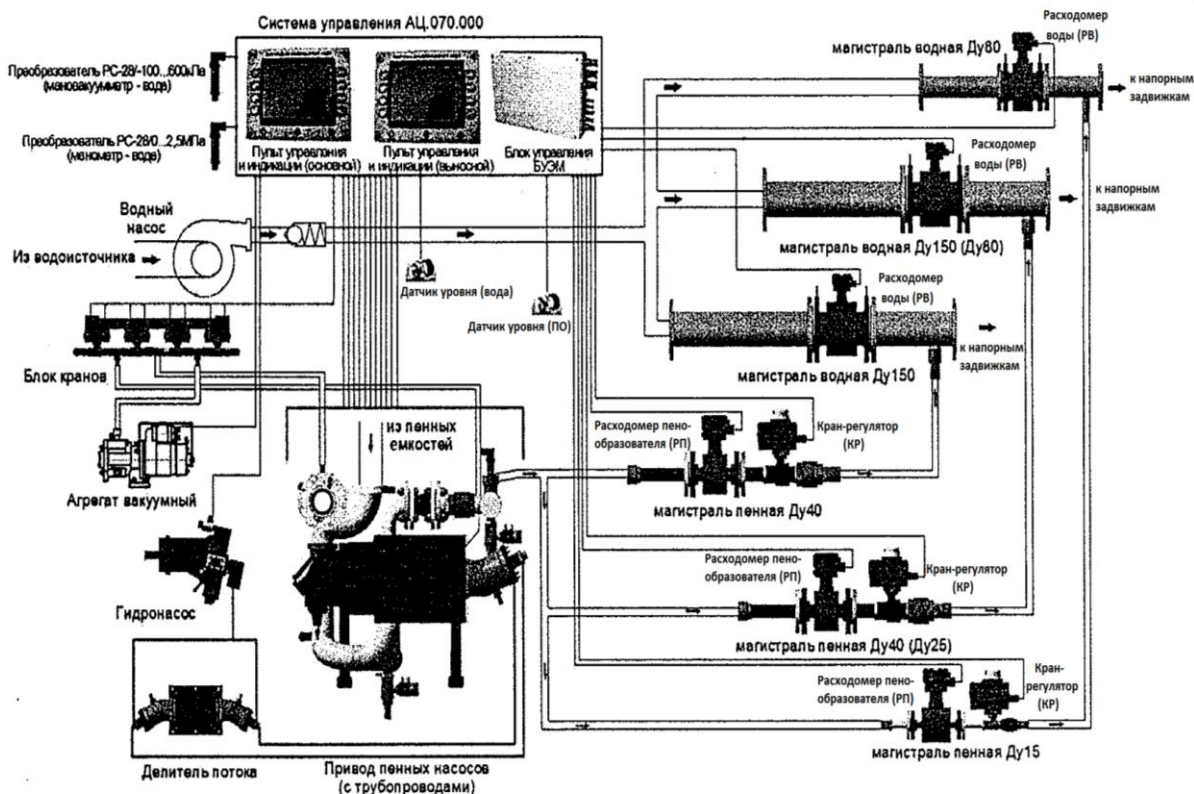 Система управления АЦ.070.000
Преобразователь РС-28/-100...600кПа
(мановакуумметр - вода)
Преобразователь РС-28/0...2,5МПа
(манометр - вода)
Пульт управления
и индикации (основной)
Пульт управления
и индикации (выносной)
Блок управления
БУЭМ
Расходомер
воды (РВ)
магистраль водная Ду80
к напорным
задвижкам
Расходомер
воды (РВ)
к напорным
задвижкам
магистраль водная Ду150 (Ду80)
Водный
насос
Из водоисточника
Датчик уровня (вода)
Датчик уровня (ПО)
Расходомер
воды (РВ)
к напорным
задвижкам
магистраль водная Ду150
Блок кранов
из пенных
емкостей
Расходомер пено-
образователя (РП)
Кран-регулятор
(КР)
магистраль пенная Ду40
Агрегат вакуумный
Гидронасос
Расходомер пено-
образователя (РП)
Кран-регулятор
(КР)
магистраль пенная Ду40 (Ду25)
Расходомер пено-
образователя (РП)
Кран-
регулятор
(КР)
магистраль пенная Ду15
Делитель потока
Привод пенных насосов
(с трубопроводами)